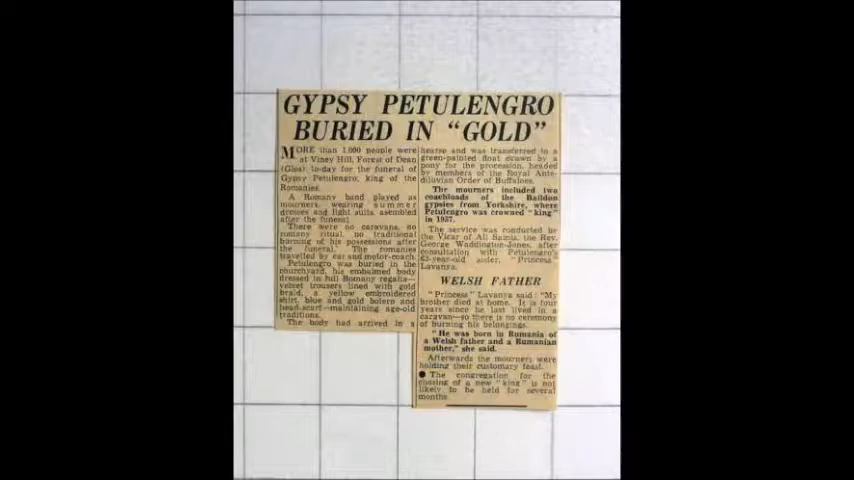 GYPSY PETULENGRO
BURIED IN "GOLD"
MORE than 1,000 people were
at Viney Hill, Forest of Dean
(Glos) to-day for the funeral of
Gypsy Petulengro, king of the
Romanies.
A Romany band played as
mourners, wearing summer
dresses and light suits, asembled
after the funeral.
There were no caravans, no
romany ritual, no traditional
burning of his possessions after
the funeral. The romanies
travelled by car and motor-coach.
Petulengro was buried in the
churchyard, his embalmed body
dressed in full Romany regalia—
velvet trousers lined with gold
braid, a yellow embroidered
shirt, blue and gold bolero and
head-scarf—maintaining age-old
traditions.
The body had arrived in a
hearse and was transferred to a
green-painted float drawn by a
pony for the procession, headed
by members of the Royal Ante-
diluvian Order of Buffaloes.
The mourners included two
coachloads of the Baildon
gypsies from Yorkshire, where
Petulengro was crowned "king"
in 1937.
The service was conducted by
the Vicar of All Saints, the Rev.
George Waddington-Jones, after
consultation with Petulengro's
62-year-old sister, "Princess"
Lavanya.
WELSH FATHER
"Princess" Lavanya said: "My
brother died at home. It is four
years since he last lived in a
caravan—so there is no ceremony
of burning his belongings.
"He was born in Rumania of
a Welsh father and a Rumanian
mother," she said.
Afterwards the mourners were
holding their customary feast.
● The congregation for the
chosing of a new "king" is not
likely to be held for several
months.